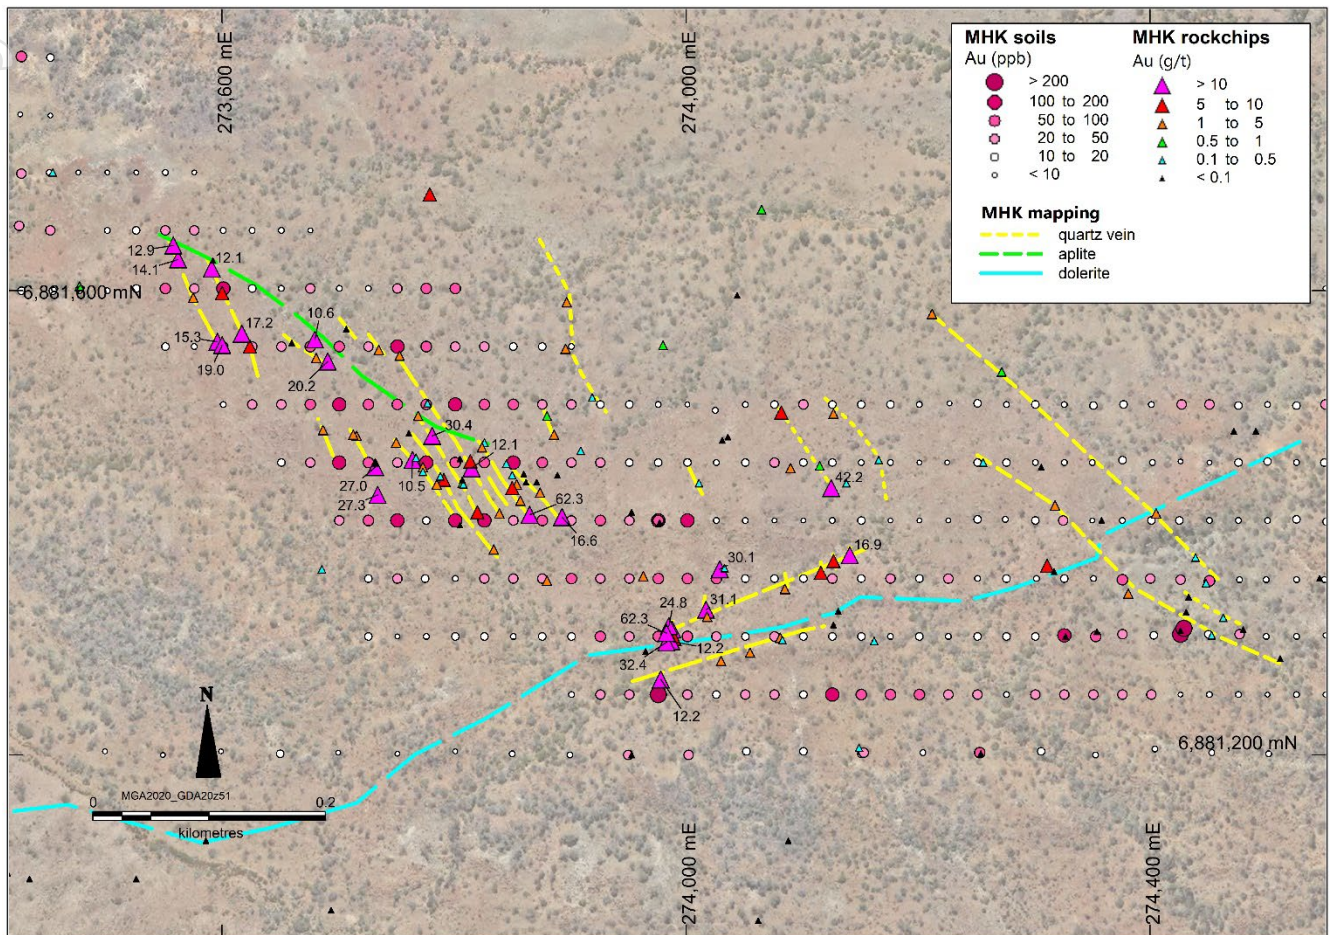 273,600 mE
274,000 mE
MHK soils
Au (ppb)
> 200
100 to 200
50 to 100
20 to 50
10 to 20
< 10
MHK rockchips
Au (g/t)
> 10
5 to 10
1 to 5
0.5 to 1
0.1 to 0.5
< 0.1
MHK mapping
quartz vein
aplite
dolerite
12.9
14.1
12.1
6,881,600 mN
15.3
17.2
19.0
10.6
20.2
30.4
12.1
27.0
10.5
27.3
62.3
16.6
42.2
16.9
30.1
31.1
24.8
62.3
12.2
32.4
12.2
6,881,200 mN
N
MGA2020_GDA20z51
0
0.2
kilometres
274,000 mE
274,400 mE